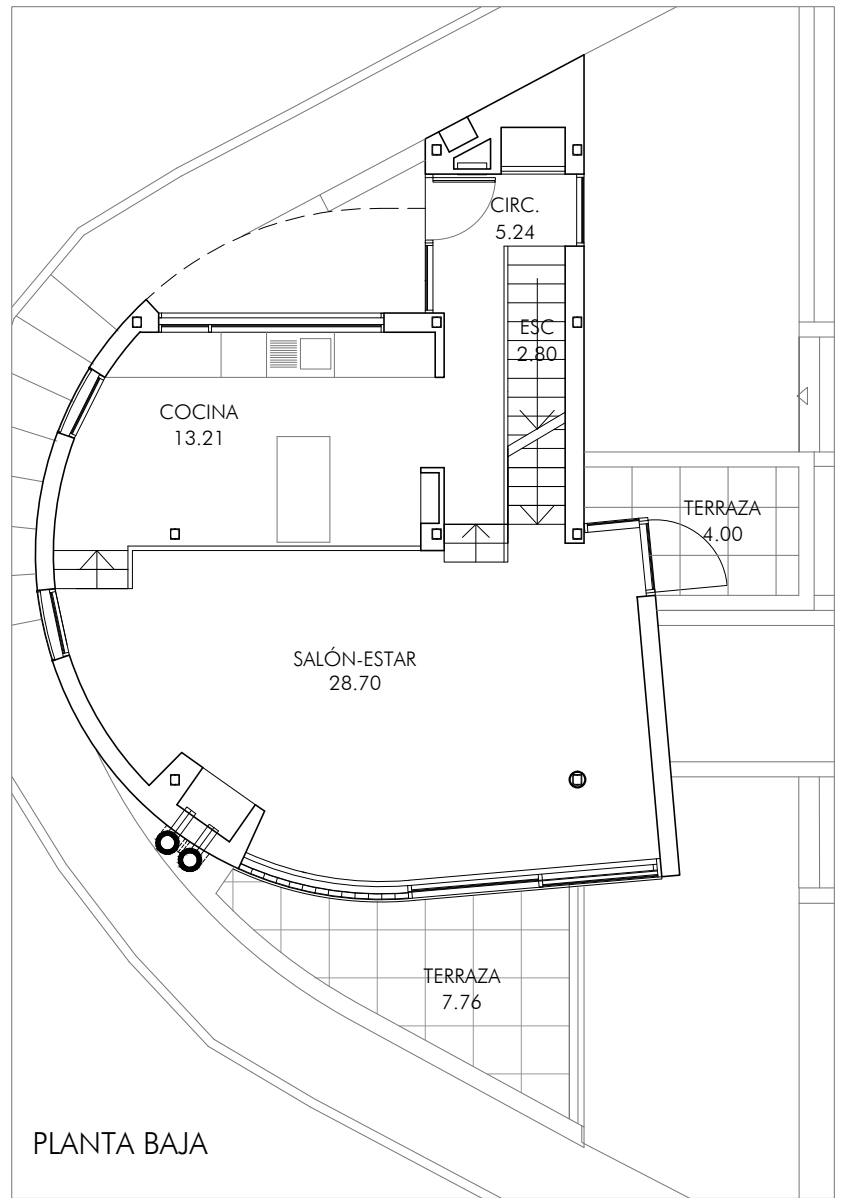 CIRC.
5.24
ESC
2.80
COCINA
13.21
TERRAZA
4.00
SALÓN-ESTAR
28.70
TERRAZA
7.76
PLANTA BAJA